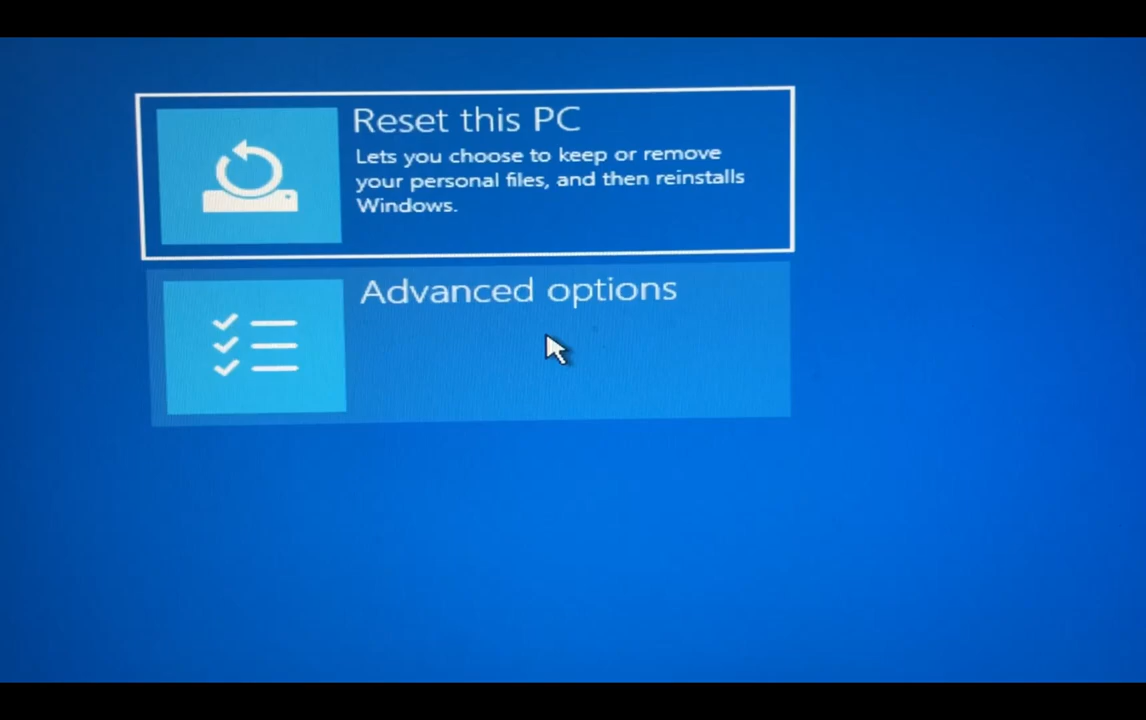 Reset this PC
Lets you choose to keep or remove
your personal files, and then reinstalls
Windows.
Advanced options